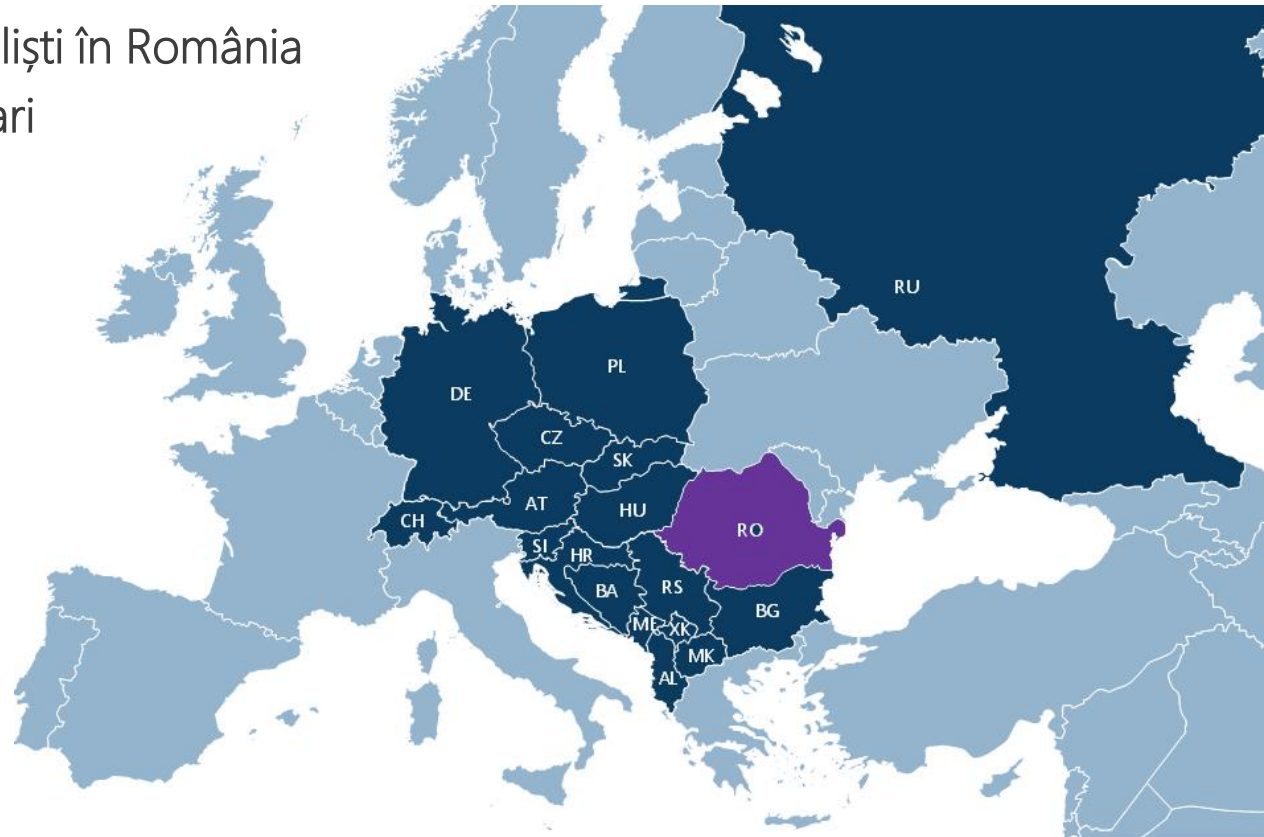 liști în România
ari
RU
PL
DE
CZ
SK
AT
HU
CH
RO
SI
HR
BA
RS
BG
ME
XK
MK
AL